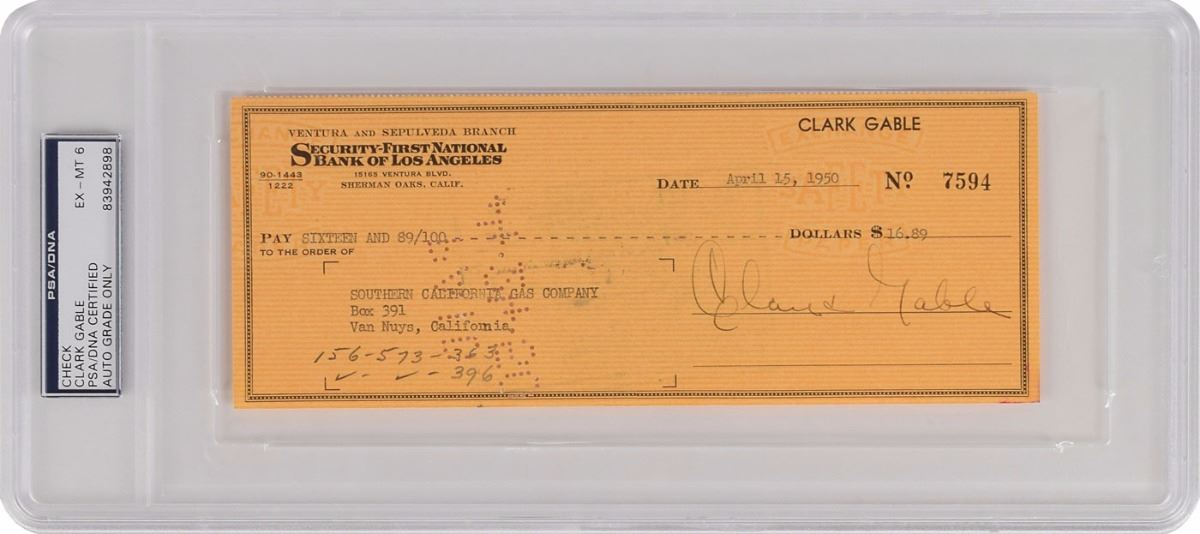 PSA/DNA
EX – MT 6
83942898
CHECK
CLARK GABLE
PSA/DNA CERTIFIED
AUTO GRADE ONLY
CLARK GABLE
VENTURA AND SEPULVEDA BRANCH
SECURITY-FIRST NATIONAL
BANK OF LOS ANGELES
90-1443
1222
15165 VENTURA BLVD.
SHERMAN OAKS, CALIF.
DATE April 15, 1950 Nº 7594
PAY SIXTEEN AND 89/100 DOLLARS $16.89
TO THE ORDER OF
SOUTHERN CALIFORNIA GAS COMPANY
Box 391
Van Nuys, California,
Clark Gable
156-573-363
✓- ✓- 396